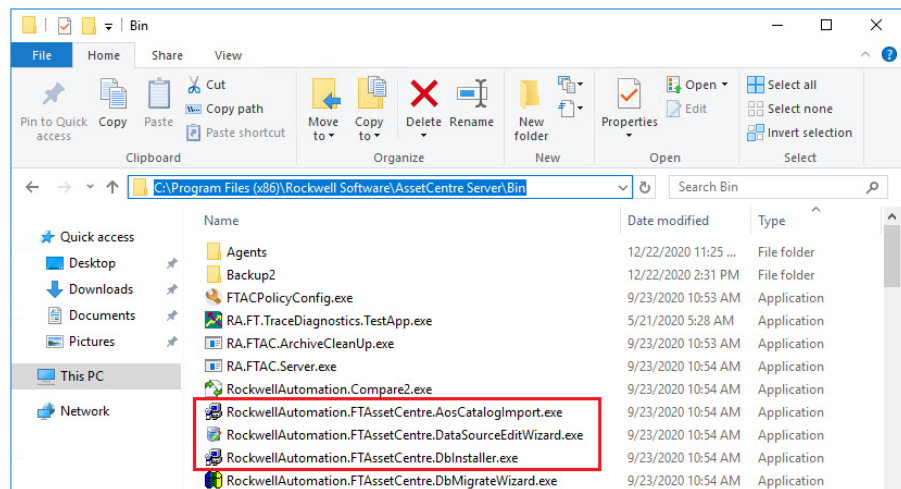 Bin
File Home Share View
Pin to Quick access
Copy
Paste
Cut
Copy path
Paste shortcut
Clipboard
Move to
Copy to
Delete
Rename
Organize
New folder
New
Properties
Open
Edit
Open
Select all
Select none
Invert selection
Select
C:\Program Files (x86)\Rockwell Software\AssetCentre Server\Bin
Search Bin
Quick access
Desktop
Downloads
Documents
Pictures
This PC
Network
Name Date modified Type
Agents 12/22/2020 11:25 ... File folder
Backup2 12/22/2020 2:31 PM File folder
FTACPolicyConfig.exe 9/23/2020 10:53 AM Application
RA.FT.TraceDiagnostics.TestApp.exe 5/21/2020 5:28 AM Application
RA.FTAC.ArchiveCleanUp.exe 9/23/2020 10:53 AM Application
RA.FTAC.Server.exe 9/23/2020 10:54 AM Application
RockwellAutomation.Compare2.exe 9/23/2020 10:54 AM Application
RockwellAutomation.FTAssetCentre.AosCatalogImport.exe 9/23/2020 10:54 AM Application
RockwellAutomation.FTAssetCentre.DataSourceEditWizard.exe 9/23/2020 10:54 AM Application
RockwellAutomation.FTAssetCentre.DbInstaller.exe 9/23/2020 10:54 AM Application
RockwellAutomation.FTAssetCentre.DbMigrateWizard.exe 9/23/2020 10:54 AM Application